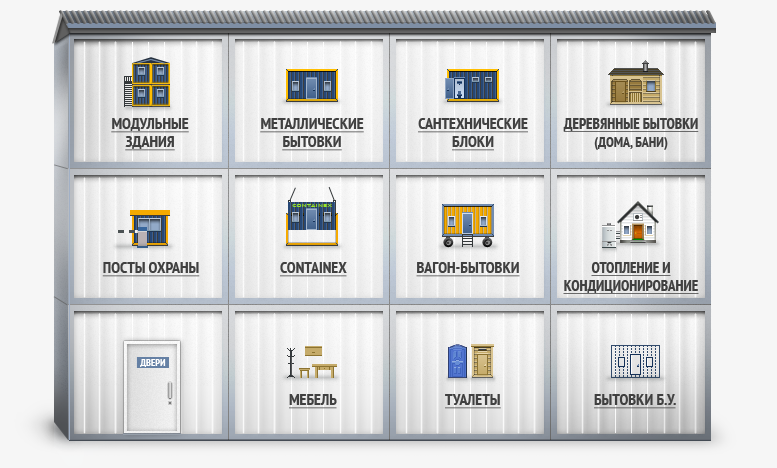 МОДУЛЬНЫЕ
ЗДАНИЯ
МЕТАЛЛИЧЕСКИЕ
БЫТОВКИ
САНТЕХНИЧЕСКИЕ
БЛОКИ
ДЕРЕВЯННЫЕ БЫТОВКИ
(ДОМА, БАНИ)
ПОСТЫ ОХРАНЫ
CONTAINEX
CONTAINEX
ВАГОН-БЫТОВКИ
ОТОПЛЕНИЕ И
КОНДИЦИОНИРОВАНИЕ
ДВЕРИ
МЕБЕЛЬ
ТУАЛЕТЫ
БЫТОВКИ Б.У.